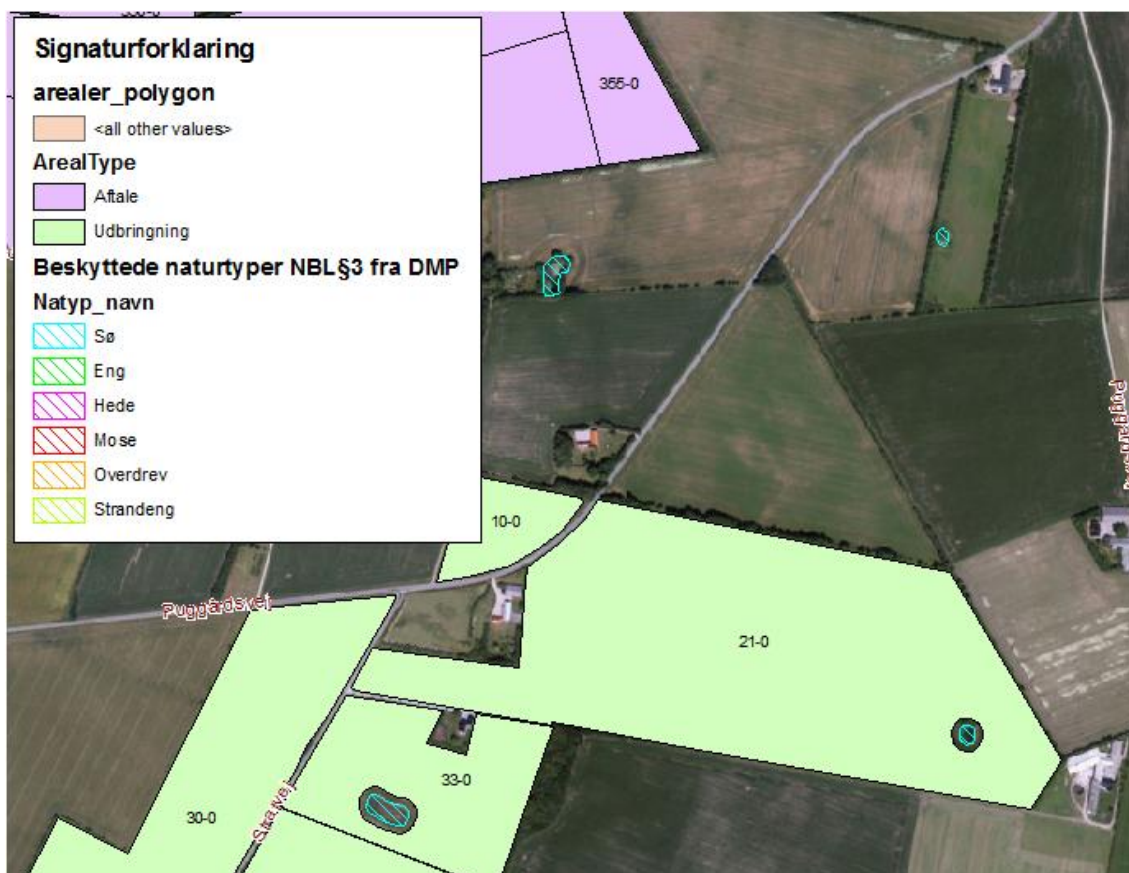 Signaturforklaring
arealer_polygon
<all other values>
ArealType
Aftale
Udbringning
Beskyttede naturtyper NBL§3 fra DMP
Natyp_navn
Sø
Eng
Hede
Mose
Overdrev
Strandeng
355-0
10-0
Puggårdsvej
21-0
33-0
30-0